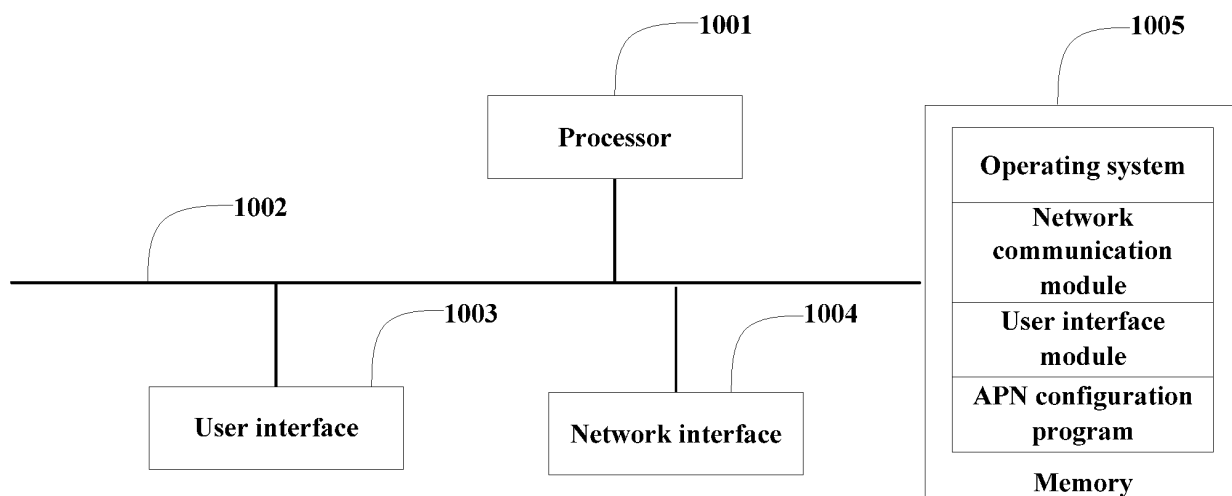 1001
1005
Processor
Operating system
1002
Network
communication
module
1003
1004
User interface
module
User interface
Network interface
APN configuration
program
Memory